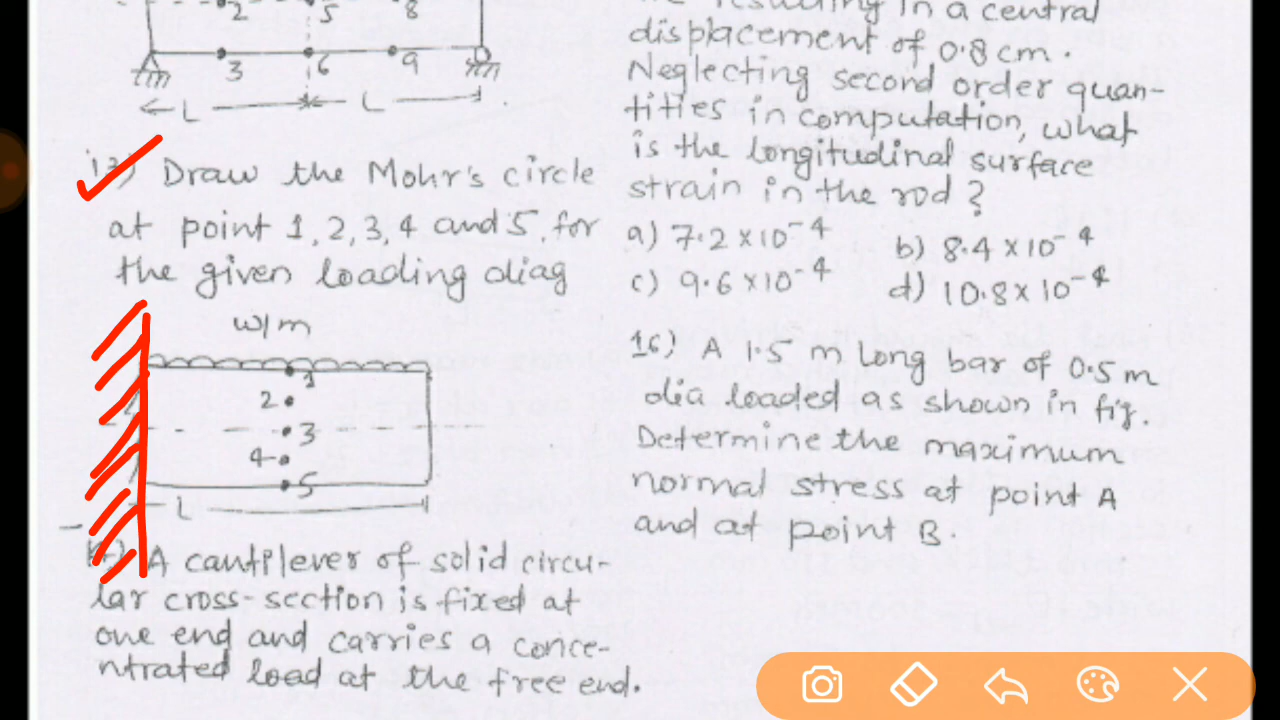 2
5
8
3
6
9
L
L
13) Draw the Mohr's circle
at point 1, 2, 3, 4 and 5, for
the given loading diag
w/m
1
2
3
4
5
L
A cantilever of solid circu-
lar cross-section is fixed at
one end and carries a conce-
ntrated load at the free end.
resulting in a central
displacement of 0.8 cm.
Neglecting second order quan-
tities in computation, what
is the longitudinal surface
strain in the rod ?
a) 7.2 x 10-4
b) 8.4 x 10-4
c) 9.6 x 10-4
d) 10.8 x 10-4
16) A 1.5 m long bar of 0.5 m
dia loaded as shown in fig.
Determine the maximum
normal stress at point A
and at point B.